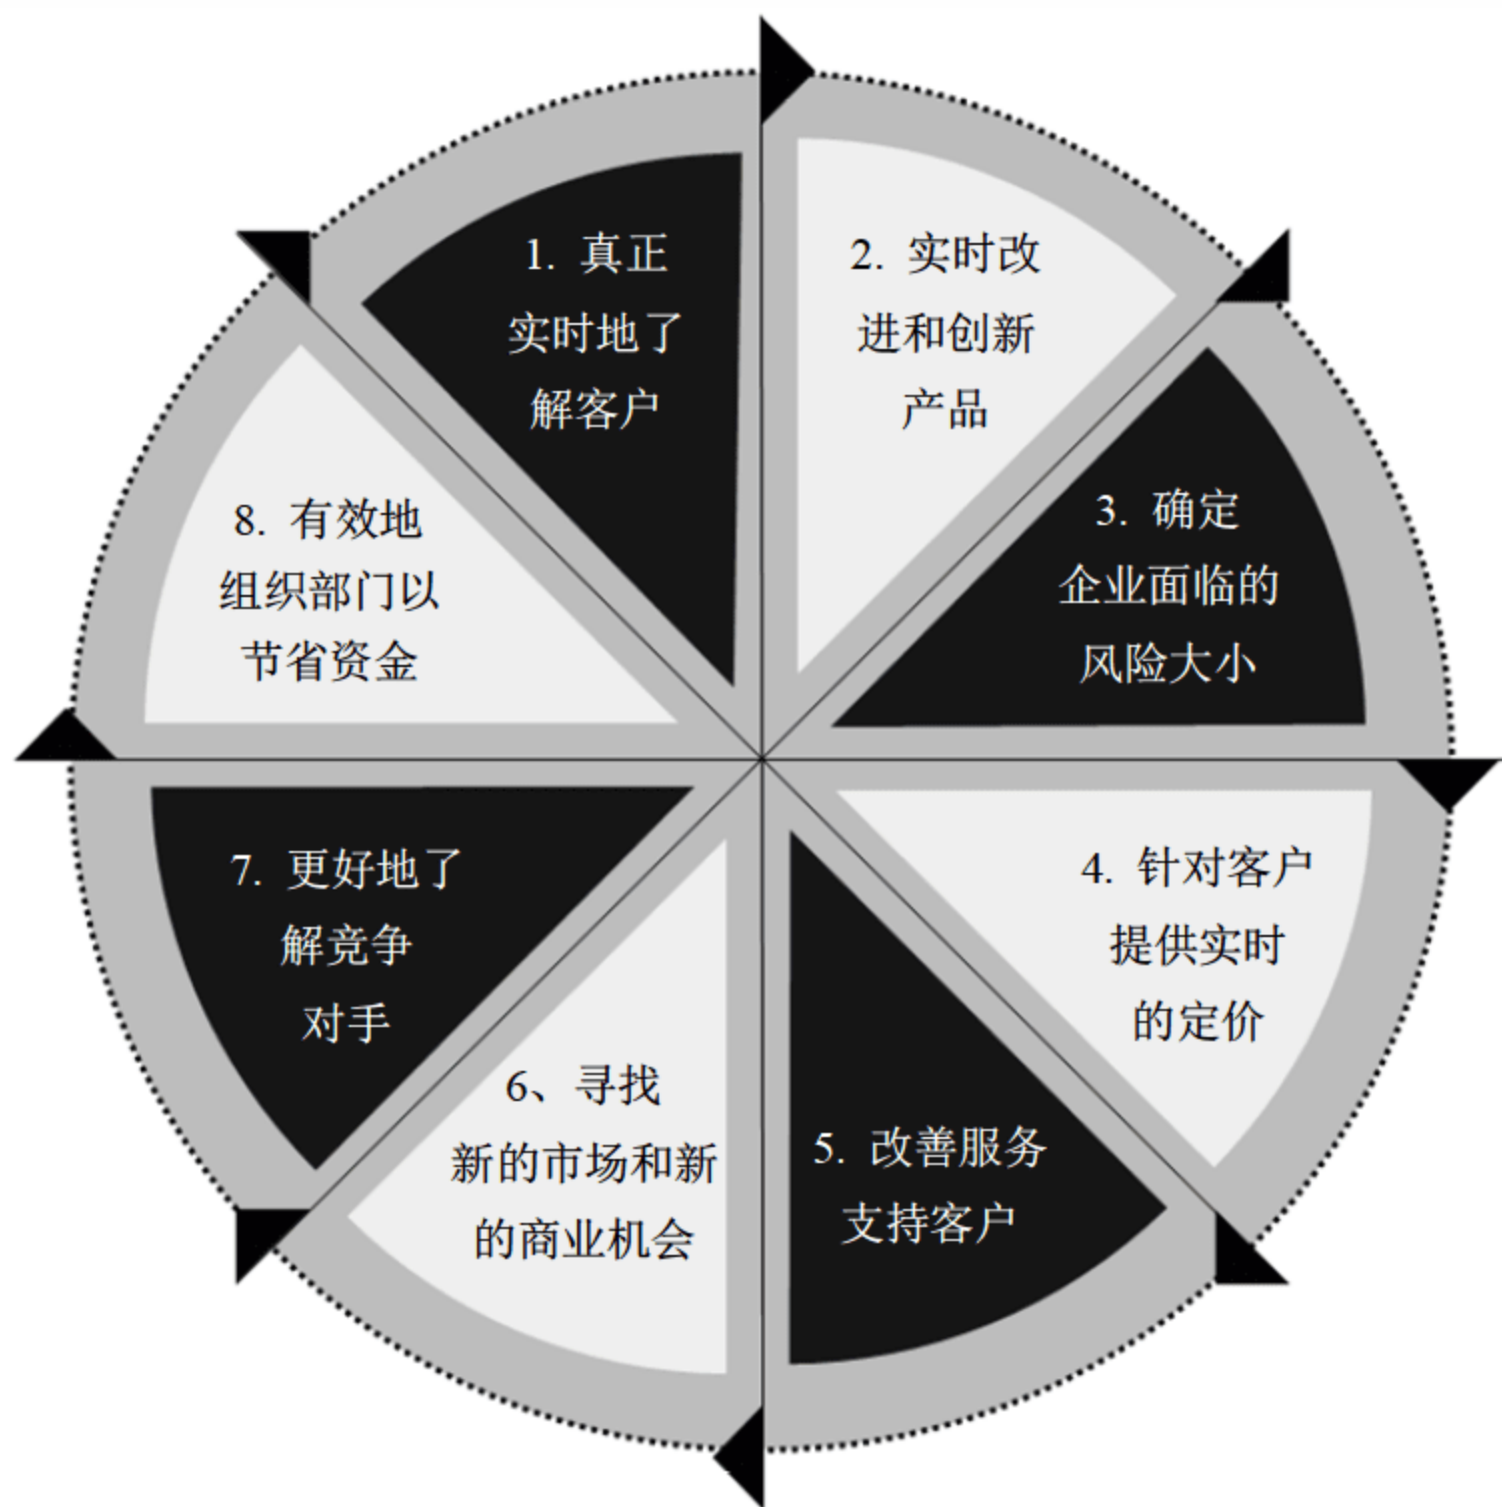 1. 真正
实时地了
解客户
2. 实时改
进和创新
产品
3. 确定
企业面临的
风险大小
4. 针对客户
提供实时
的定价
5. 改善服务
支持客户
6、寻找
新的市场和新
的商业机会
7. 更好地了
解竞争
对手
8. 有效地
组织部门以
节省资金